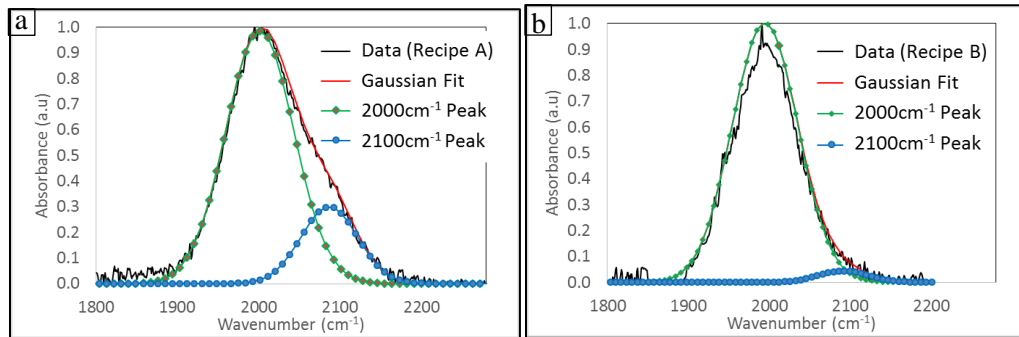 a
1.0
0.9
0.8
0.7
0.6
0.5
0.4
0.3
0.2
0.1
0.0
Absorbance (a.u)
Data (Recipe A)
Gaussian Fit
2000cm⁻¹ Peak
2100cm⁻¹ Peak
1800 1900 2000 2100 2200
Wavenumber (cm⁻¹)
b
1
0.9
0.8
0.7
0.6
0.5
0.4
0.3
0.2
0.1
0
Absorbance (a.u)
Data (Recipe B)
Gaussian Fit
2000cm⁻¹ Peak
2100cm⁻¹ Peak
1800 1900 2000 2100 2200
Wavenumber (cm⁻¹)